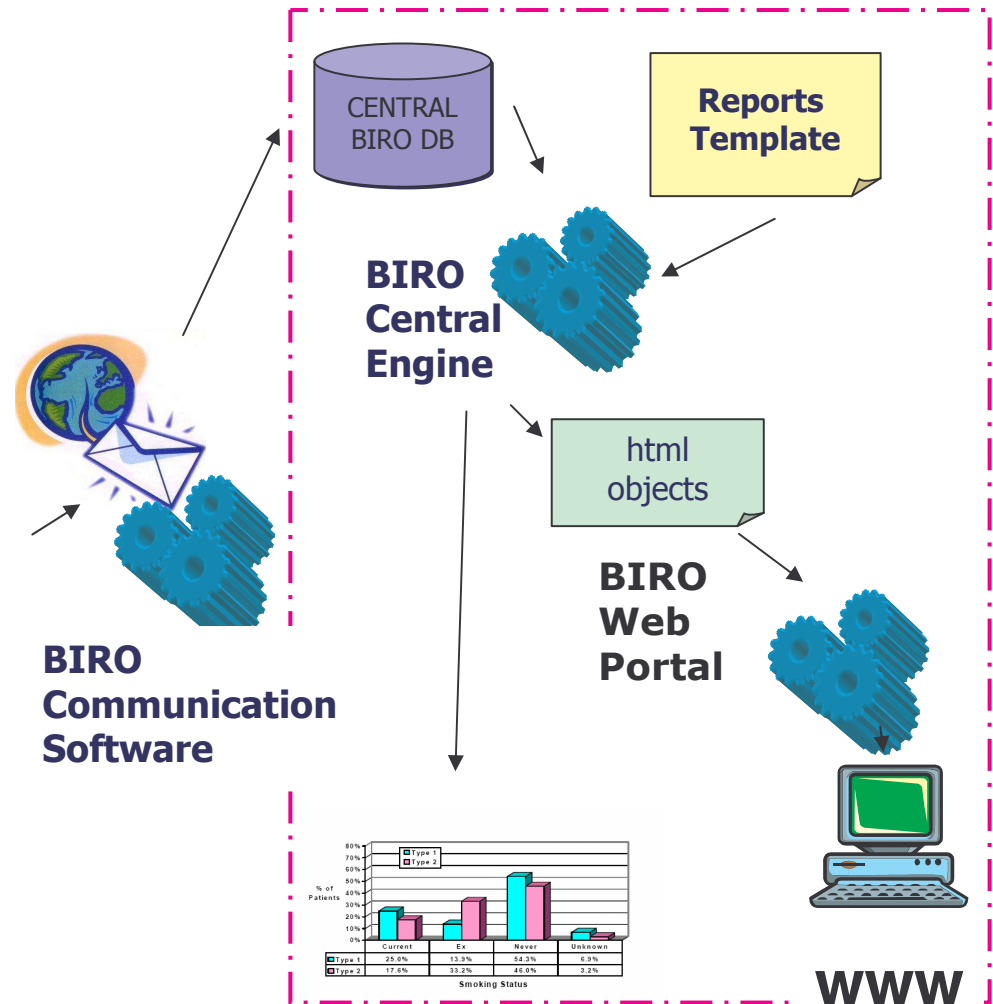 CENTRAL
BIRO DB
Reports
Template
BIRO
Central
Engine
html
objects
BIRO
Web
Portal
BIRO
Communication
Software
80%
70%
60%
50%
40%
30%
20%
10%
0%
% of
Patients
Type 1
Type 2
Current Ex Never Unknown
Type 1 25.0% 13.9% 54.3% 6.9%
Type 2 17.6% 33.2% 46.0% 3.2%
Smoking Status
WWW